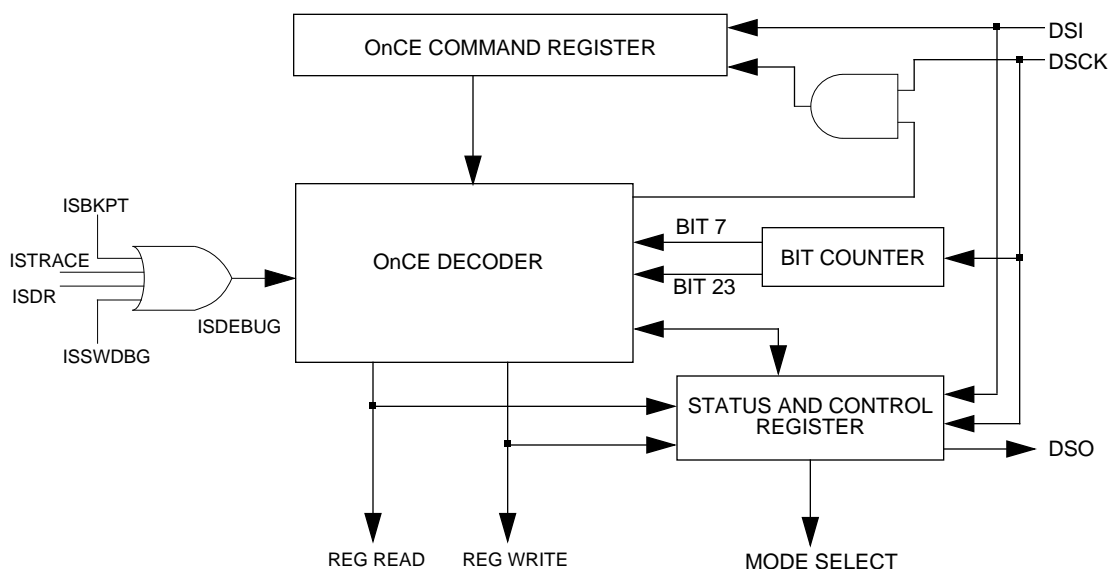 OnCE COMMAND REGISTER
DSI
DSCK
ISBKPT
ISTRACE
ISDR
ISSWDBG
ISDEBUG
OnCE DECODER
BIT 7
BIT 23
BIT COUNTER
STATUS AND CONTROL
REGISTER
DSO
REG READ
REG WRITE
MODE SELECT